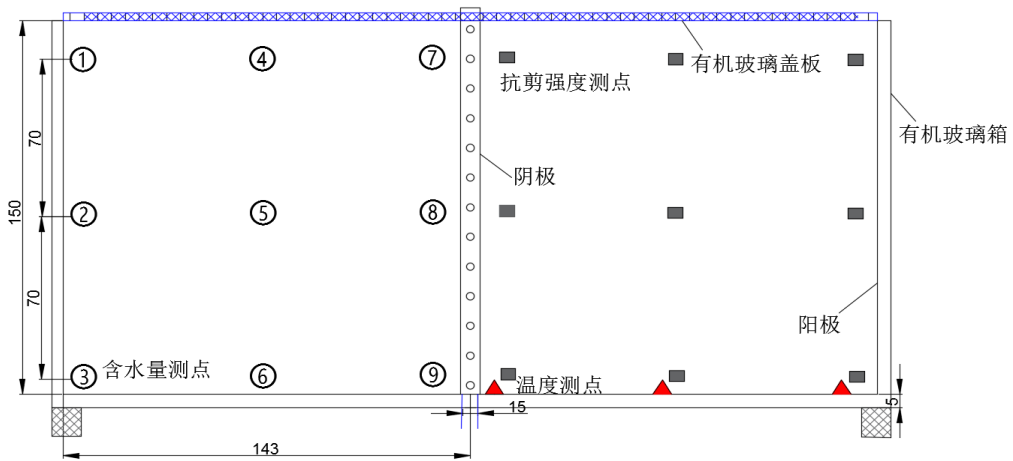 ① ④ ⑦
抗剪强度测点
有机玻璃盖板
有机玻璃箱
70
阴极
150
② ⑤ ⑧
70
阳极
③ 含水量测点 ⑥ ⑨
温度测点
15
5
143